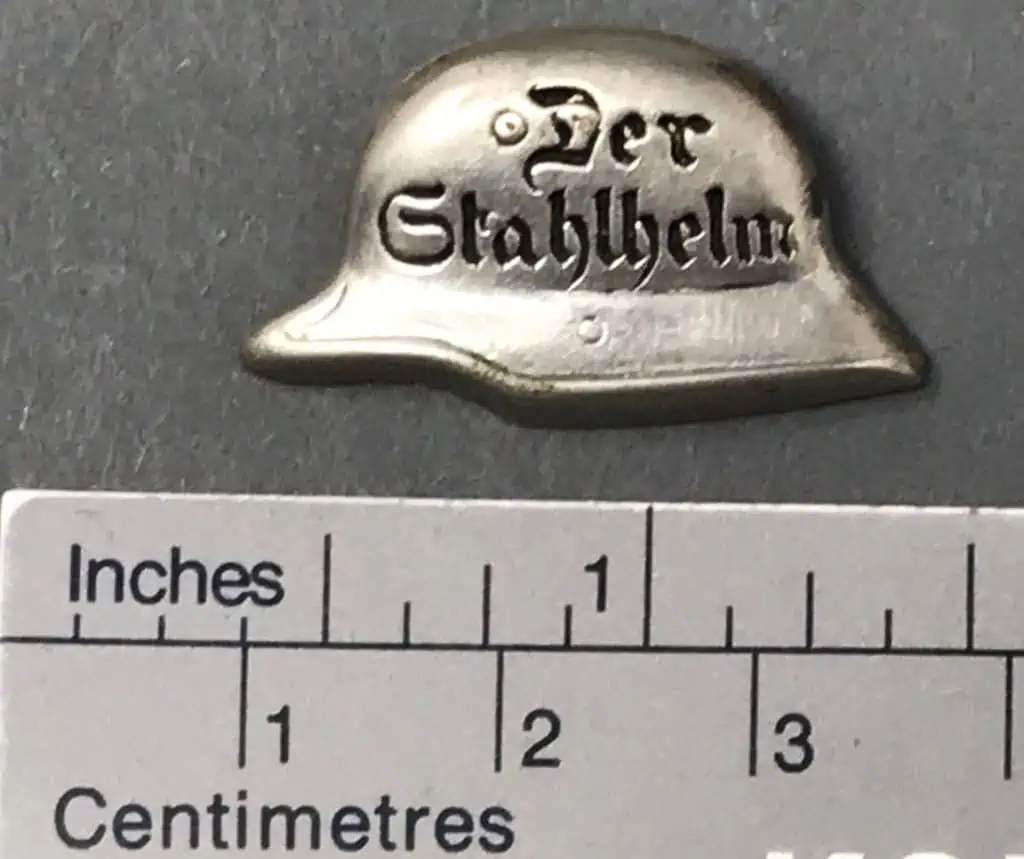 Der
Stahlhelm
Inches
1
1 2 3
Centimetres